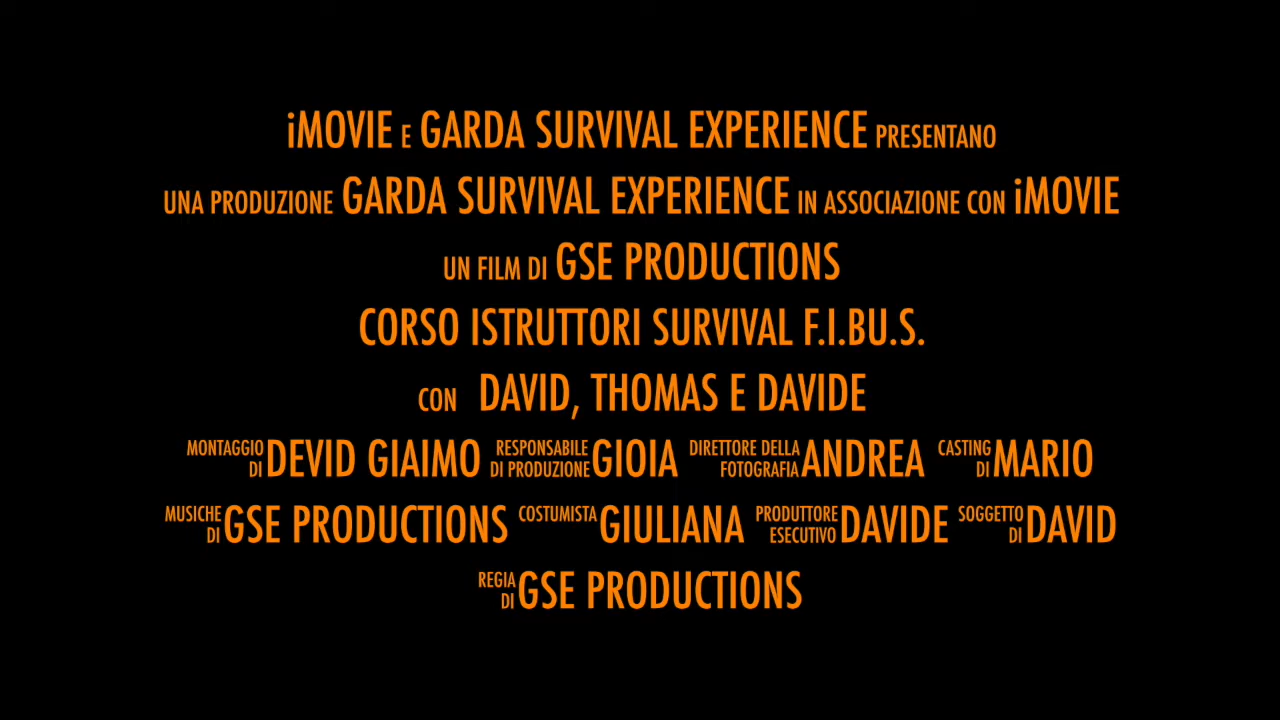 iMOVIE E GARDA SURVIVAL EXPERIENCE PRESENTANO
UNA PRODUZIONE GARDA SURVIVAL EXPERIENCE IN ASSOCIAZIONE CON iMOVIE
UN FILM DI GSE PRODUCTIONS
CORSO ISTRUTTORI SURVIVAL F.I.BU.S.
CON DAVID, THOMAS E DAVIDE
MONTAGGIO DI DEVID GIAIMO RESPONSABILE DI PRODUZIONE GIOIA DIRETTORE DELLA FOTOGRAFIA ANDREA CASTING DI MARIO
MUSICHE DI GSE PRODUCTIONS COSTUMISTA GIULIANA PRODUTTORE ESECUTIVO DAVIDE SOGGETTO DI DAVID
REGIA DI GSE PRODUCTIONS